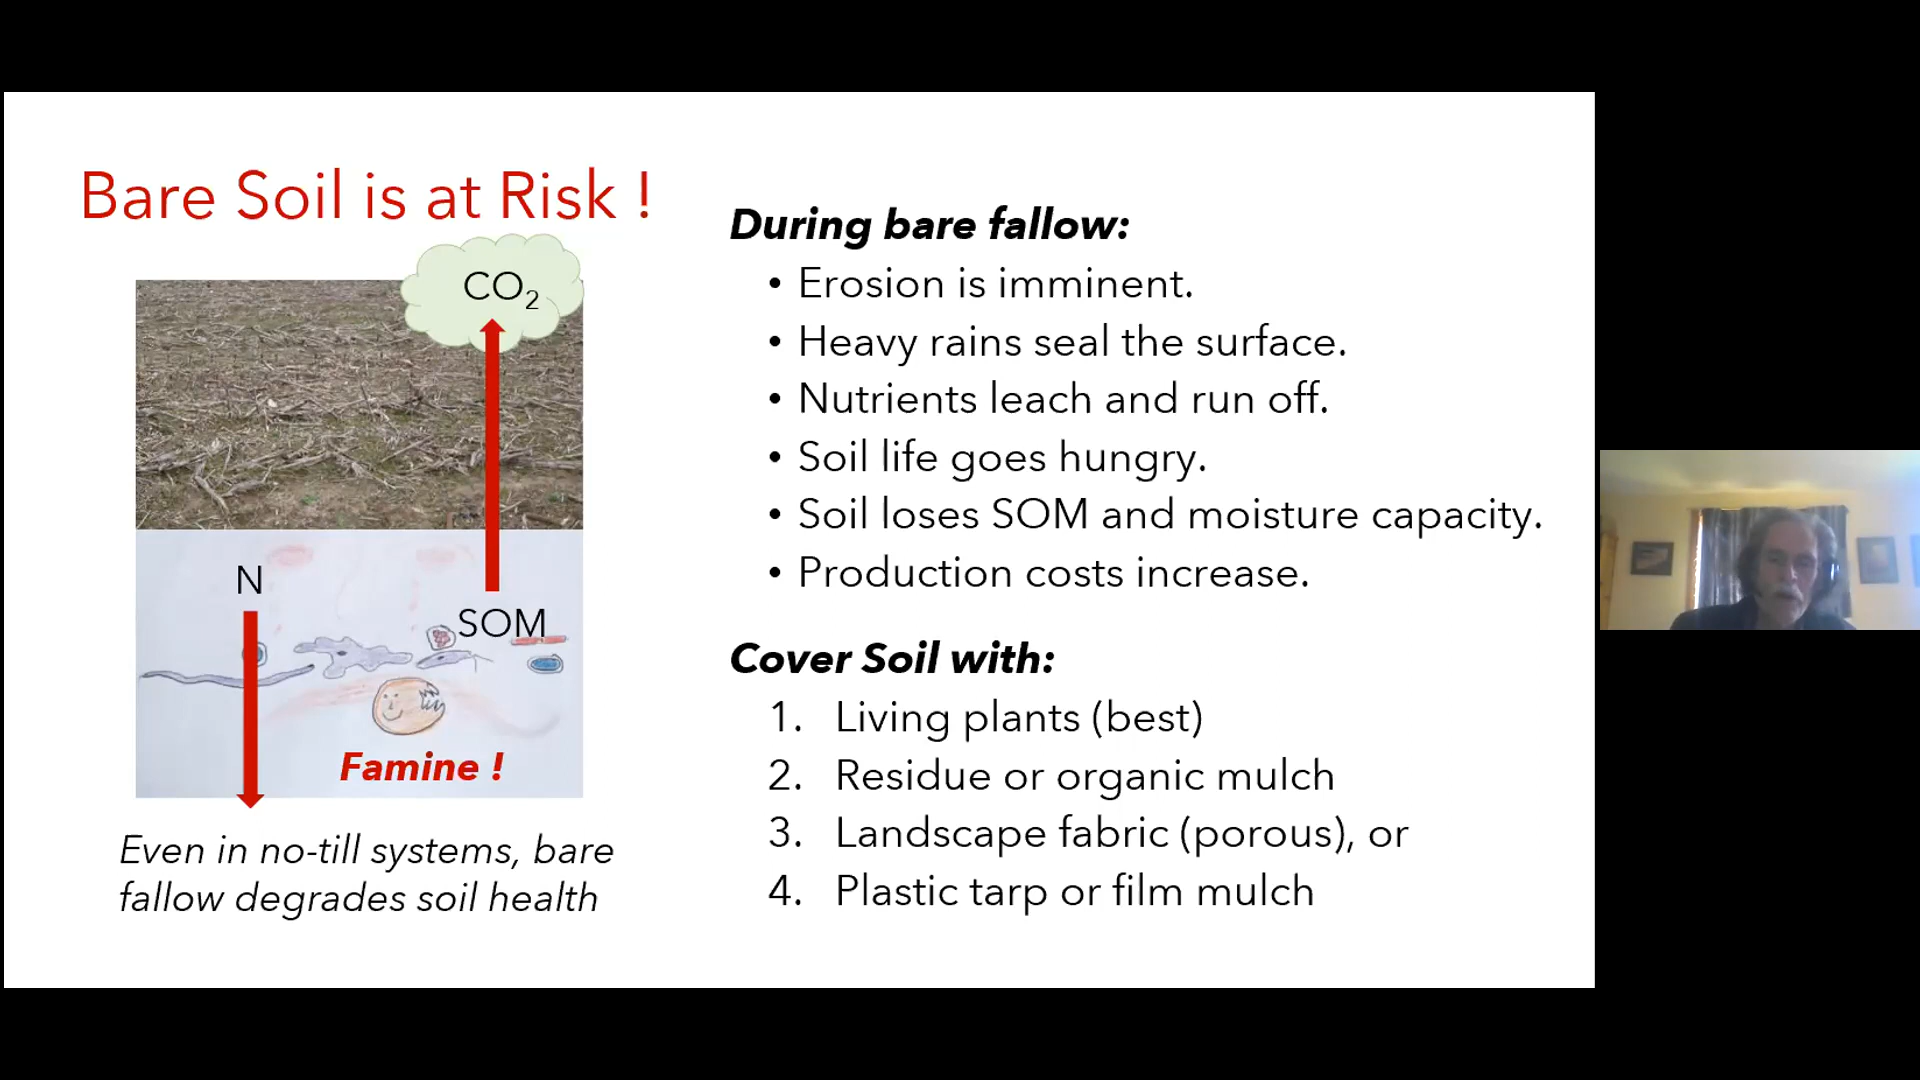 Bare Soil is at Risk !
CO2
N
SOM
Famine !
Even in no-till systems, bare
fallow degrades soil health
During bare fallow:
• Erosion is imminent.
• Heavy rains seal the surface.
• Nutrients leach and run off.
• Soil life goes hungry.
• Soil loses SOM and moisture capacity.
• Production costs increase.
Cover Soil with:
1. Living plants (best)
2. Residue or organic mulch
3. Landscape fabric (porous), or
4. Plastic tarp or film mulch